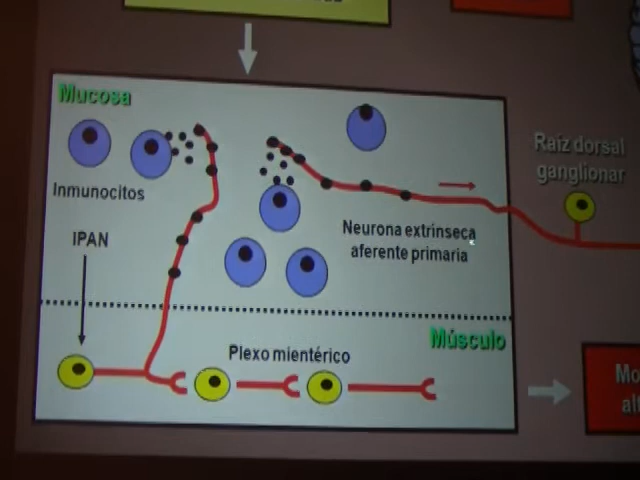 Mucosa
Inmunocitos
IPAN
Neurona extrínseca
aferente primaria
Raíz dorsal
ganglionar
Músculo
Plexo mientérico